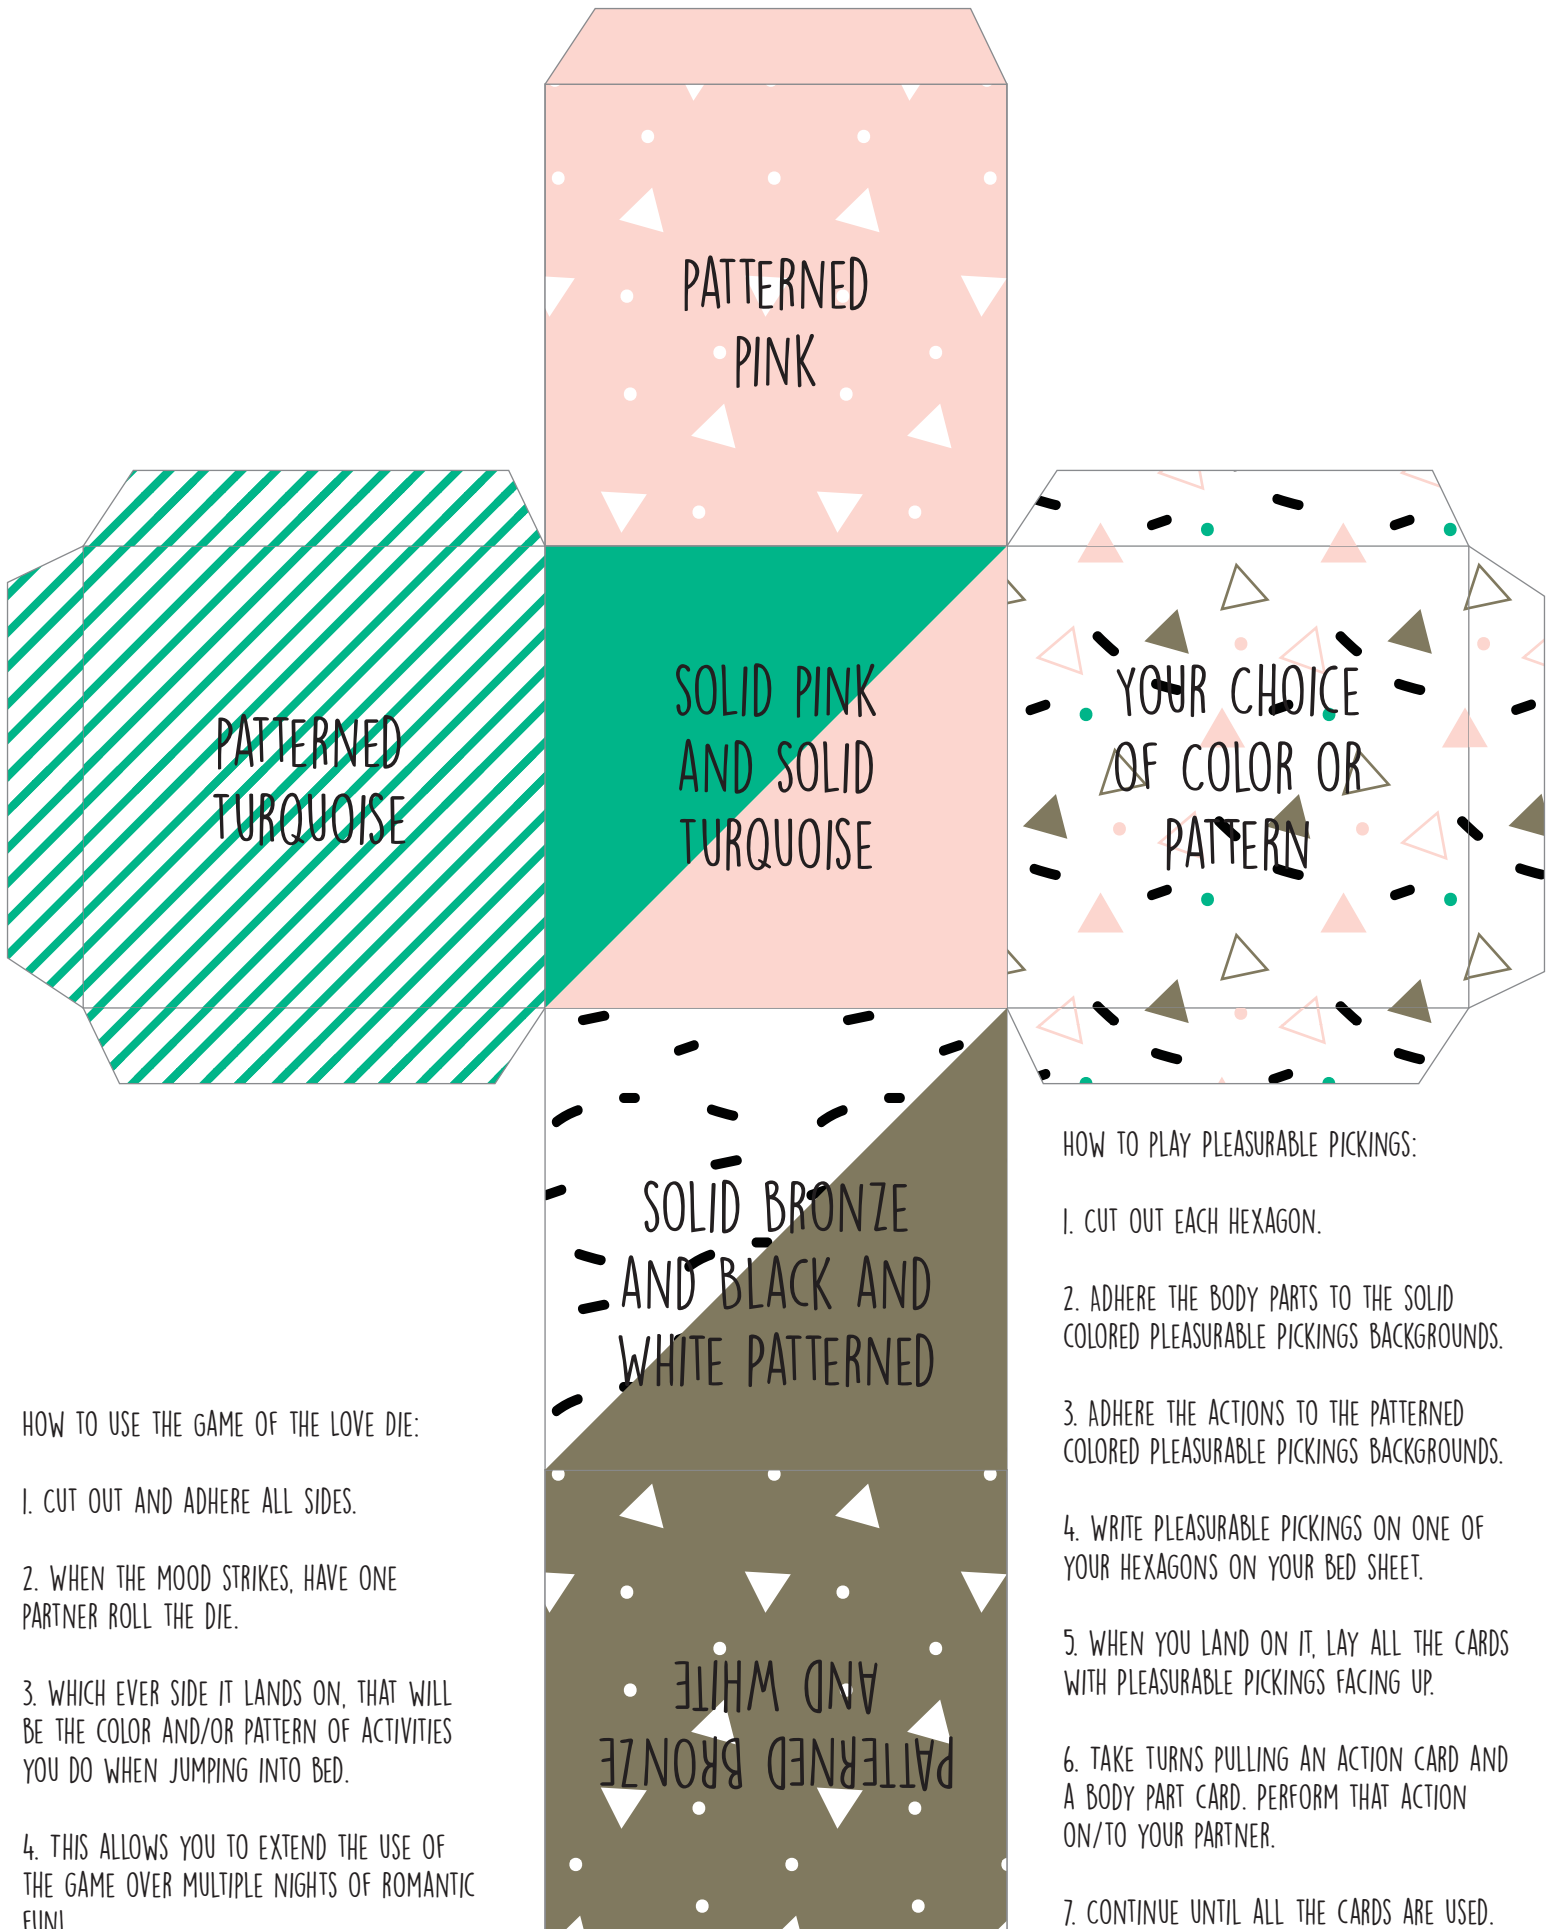 PATTERNED
PINK
PATTERNED
TURQUOISE
SOLID PINK
AND SOLID
TURQUOISE
YOUR CHOICE
OF COLOR OR
PATTERN
SOLID BRONZE
AND BLACK AND
WHITE PATTERNED
PATTERNED BRONZE
AND WHITE
HOW TO USE THE GAME OF THE LOVE DIE:
1. CUT OUT AND ADHERE ALL SIDES.
2. WHEN THE MOOD STRIKES, HAVE ONE
PARTNER ROLL THE DIE.
3. WHICH EVER SIDE IT LANDS ON, THAT WILL
BE THE COLOR AND/OR PATTERN OF ACTIVITIES
YOU DO WHEN JUMPING INTO BED.
4. THIS ALLOWS YOU TO EXTEND THE USE OF
THE GAME OVER MULTIPLE NIGHTS OF ROMANTIC
FUN!
HOW TO PLAY PLEASURABLE PICKINGS:
1. CUT OUT EACH HEXAGON.
2. ADHERE THE BODY PARTS TO THE SOLID
COLORED PLEASURABLE PICKINGS BACKGROUNDS.
3. ADHERE THE ACTIONS TO THE PATTERNED
COLORED PLEASURABLE PICKINGS BACKGROUNDS.
4. WRITE PLEASURABLE PICKINGS ON ONE OF
YOUR HEXAGONS ON YOUR BED SHEET.
5. WHEN YOU LAND ON IT, LAY ALL THE CARDS
WITH PLEASURABLE PICKINGS FACING UP.
6. TAKE TURNS PULLING AN ACTION CARD AND
A BODY PART CARD. PERFORM THAT ACTION
ON/TO YOUR PARTNER.
7. CONTINUE UNTIL ALL THE CARDS ARE USED.